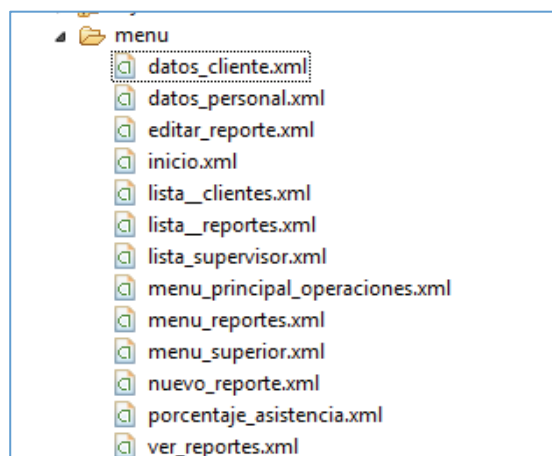 menu
datos_cliente.xml
datos_personal.xml
editar_reporte.xml
inicio.xml
lista__clientes.xml
lista__reportes.xml
lista_supervisor.xml
menu_principal_operaciones.xml
menu_reportes.xml
menu_superior.xml
nuevo_reporte.xml
porcentaje_asistencia.xml
ver_reportes.xml